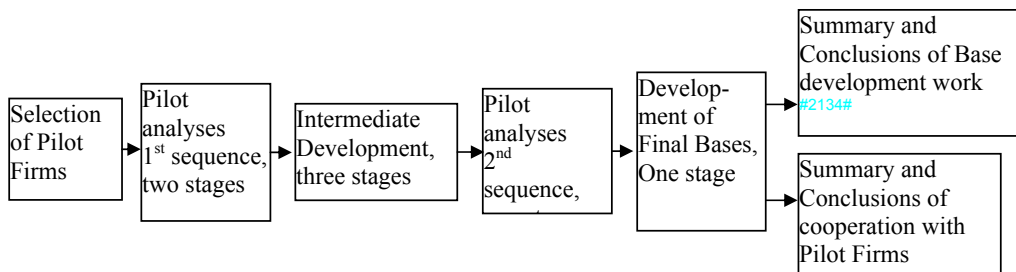 Selection
of Pilot
Firms
Pilot
analyses
1st sequence,
two stages
Intermediate
Development,
three stages
Pilot
analyses
2nd
sequence,
Develop-
ment of
Final Bases,
One stage
Summary and
Conclusions of Base
development work
#2134#
Summary and
Conclusions of
cooperation with
Pilot Firms